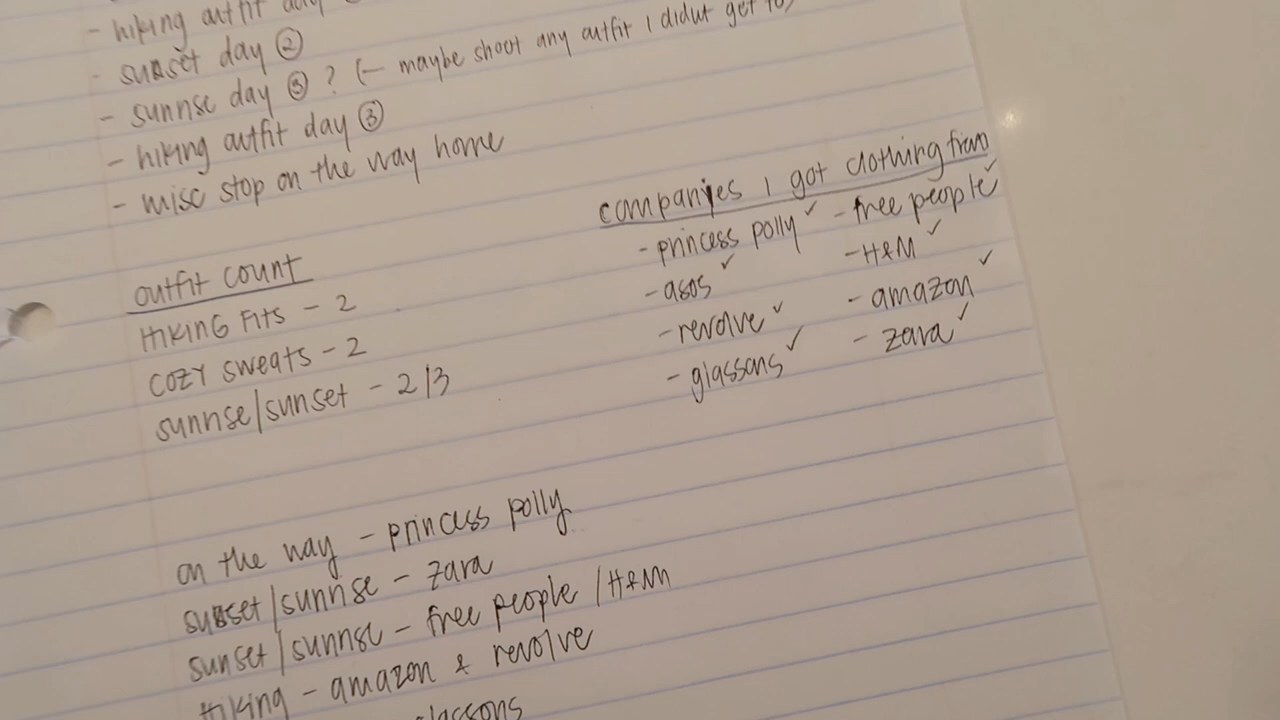 - hiking outfit day
- sunset day ②
- sunrise day ③ ? (- maybe shoot any outfit I didnt get to)
- hiking outfit day ③
- misc stop on the way home
companies I got clothing from
- princess polly ✓ - free people ✓
- asos ✓ - H&M ✓
- revolve ✓ - amazon ✓
- glassons ✓ - zara ✓
outfit count
HIKING FITS - 2
COZY SWEATS - 2
sunrise/sunset - 2/3
on the way - princess polly
sunset/sunrise - zara
sunset/sunrise - free people / H&M
Hiking - amazon & revolve
glassons